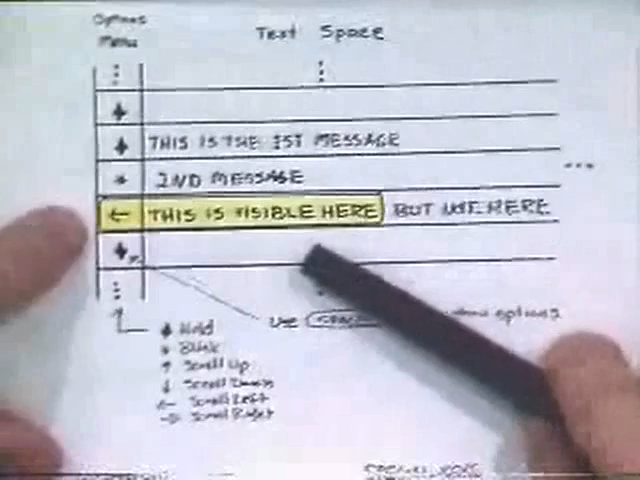 Options
Menu
Text Space
THIS IS THE 1ST MESSAGE
* 2ND MESSAGE
← THIS IS VISIBLE HERE BUT NOT HERE
Use options
Hold
* Blink
↑ Scroll Up
↓ Scroll Down
← Scroll Left
→ Scroll Right